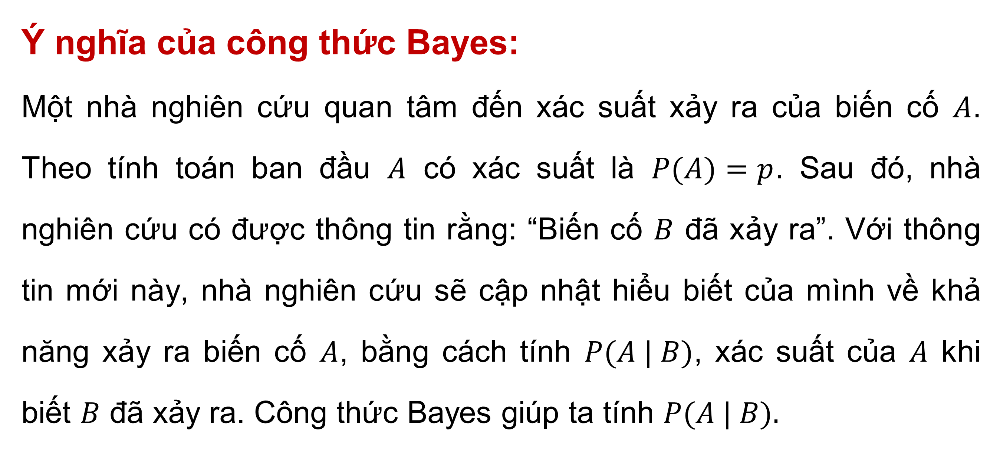 Ý nghĩa của công thức Bayes:
Một nhà nghiên cứu quan tâm đến xác suất xảy ra của biến cố A.
Theo tính toán ban đầu A có xác suất là P(A) = p. Sau đó, nhà
nghiên cứu có được thông tin rằng: “Biến cố B đã xảy ra”. Với thông
tin mới này, nhà nghiên cứu sẽ cập nhật hiểu biết của mình về khả
năng xảy ra biến cố A, bằng cách tính P(A | B), xác suất của A khi
biết B đã xảy ra. Công thức Bayes giúp ta tính P(A | B).